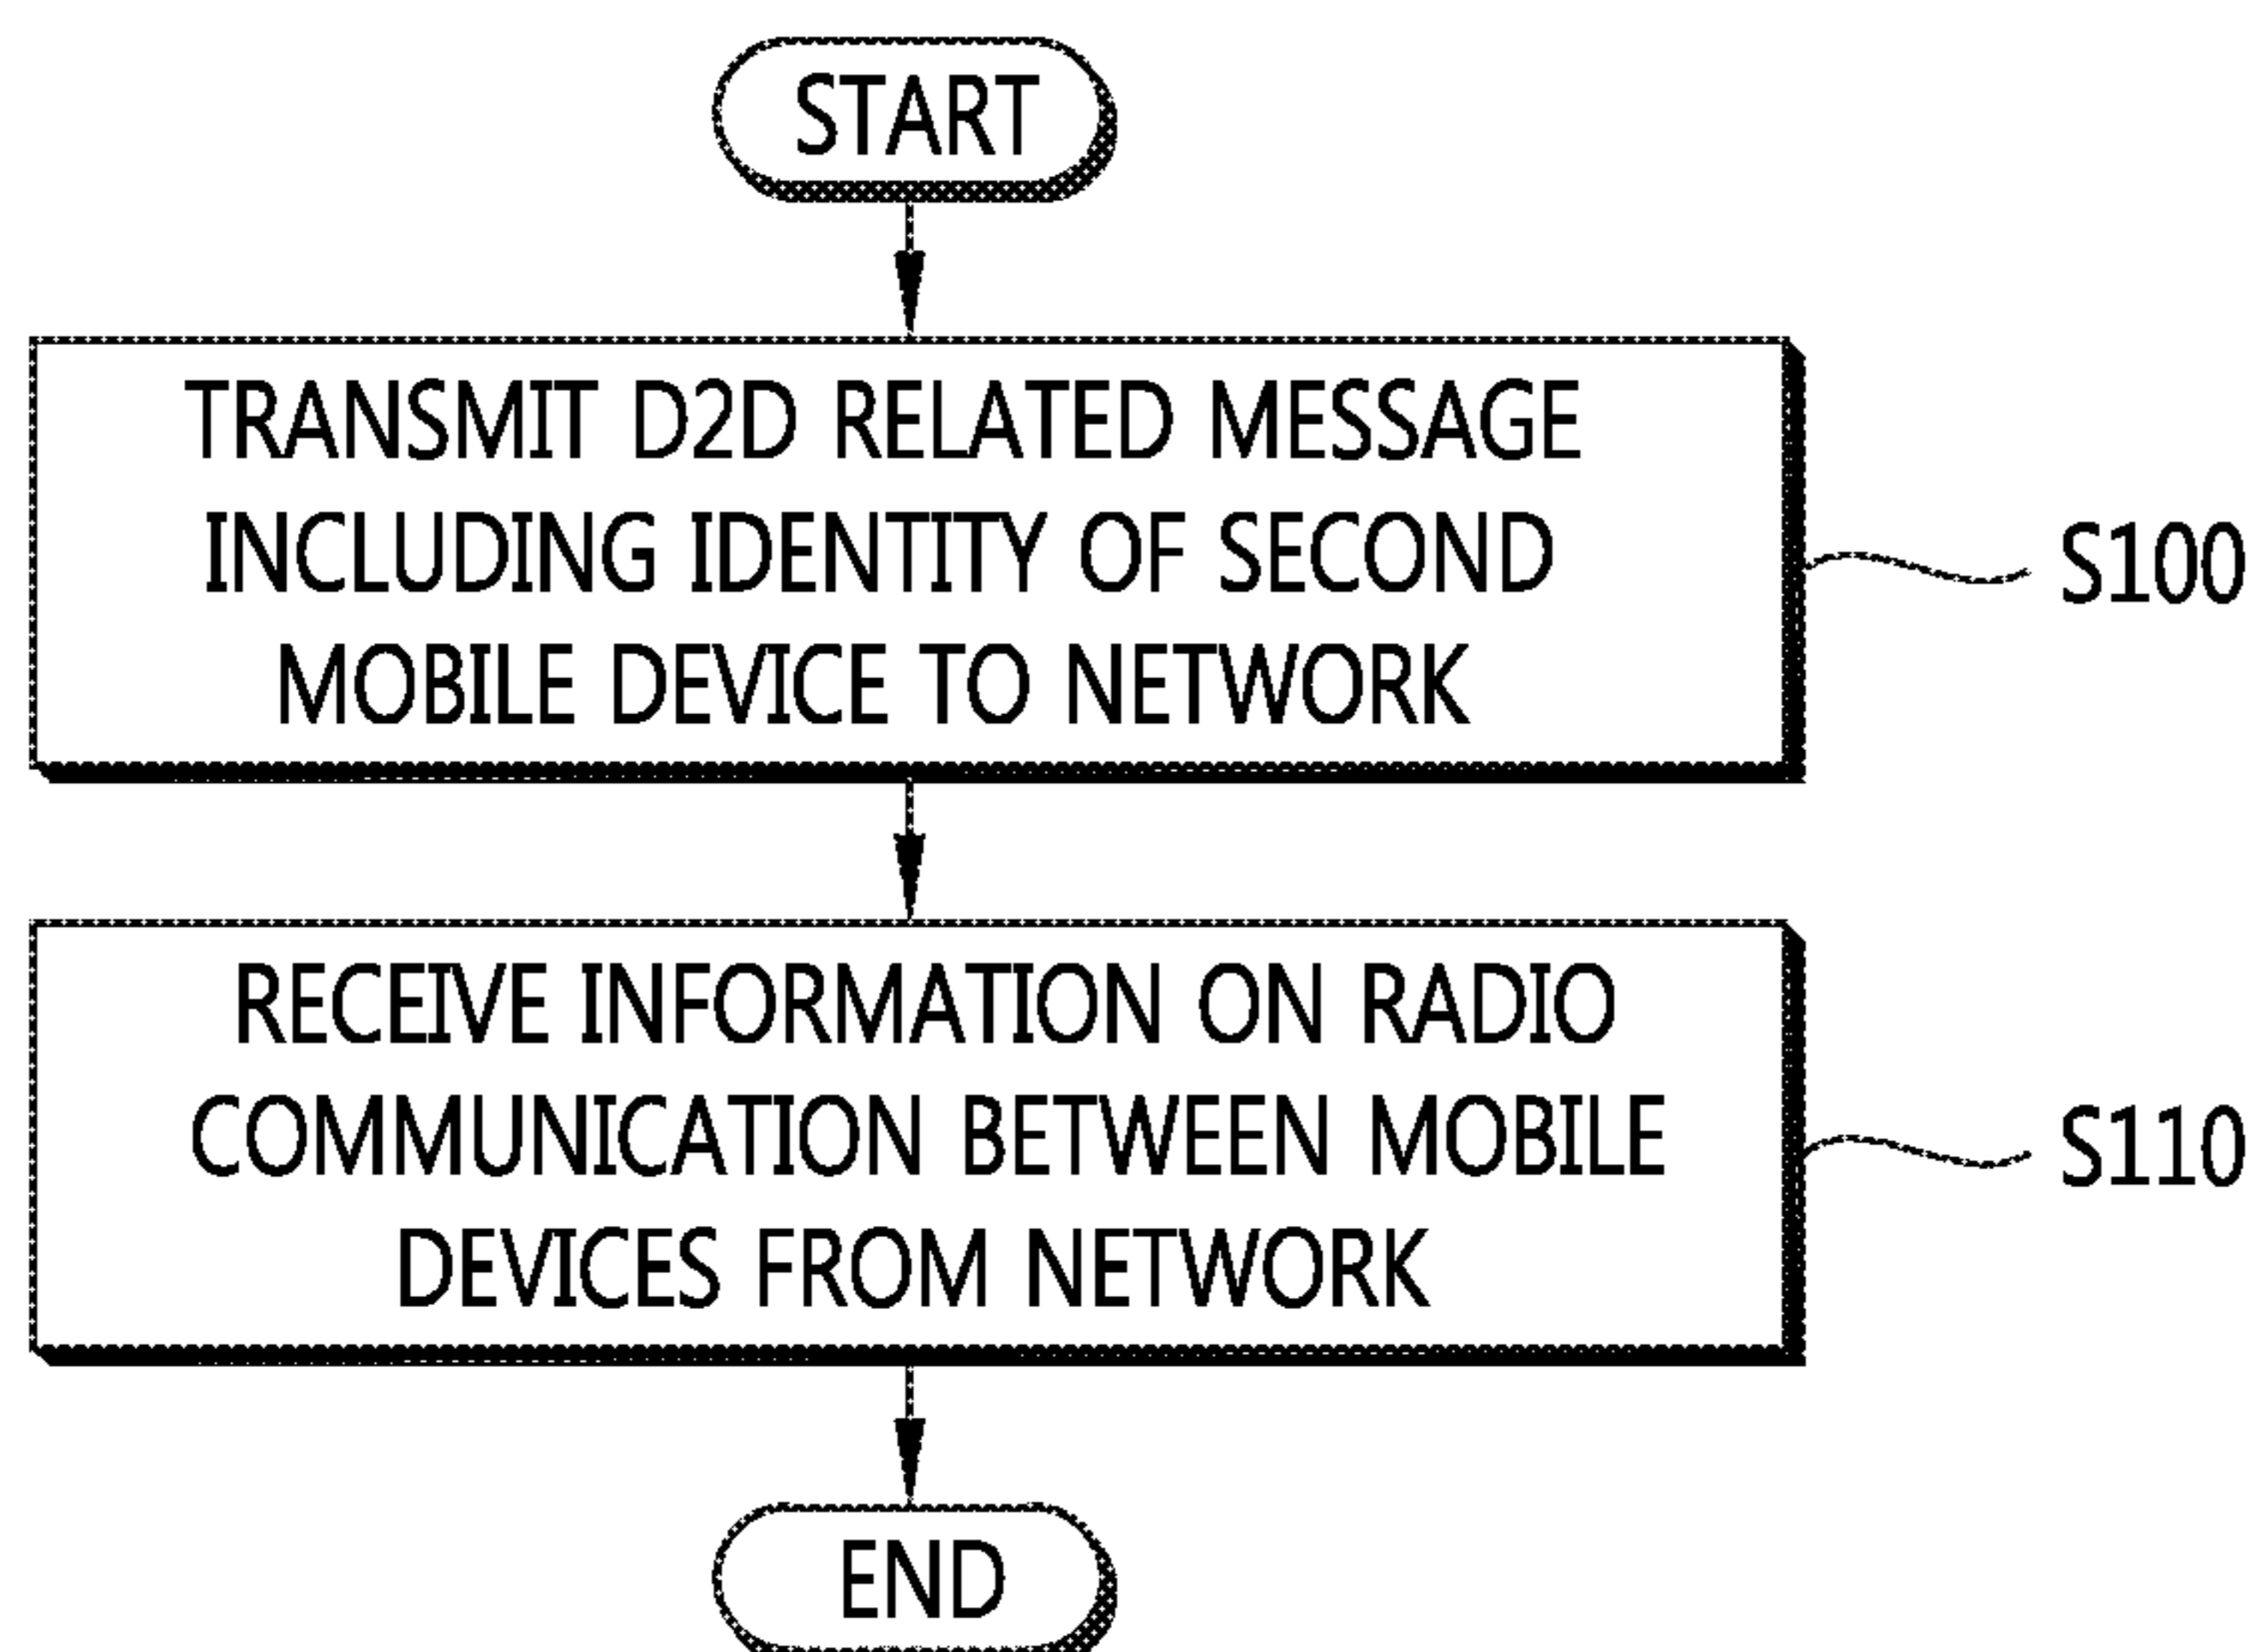 START
TRANSMIT D2D RELATED MESSAGE
INCLUDING IDENTITY OF SECOND
MOBILE DEVICE TO NETWORK
S100
RECEIVE INFORMATION ON RADIO
COMMUNICATION BETWEEN MOBILE
DEVICES FROM NETWORK
S110
END